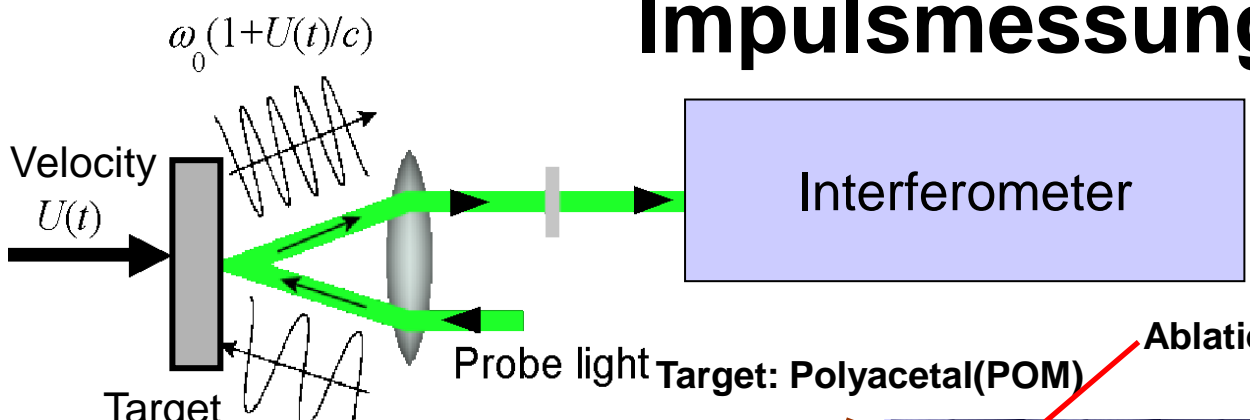 Impulsmessung
ω₀(1+U(t)/c)
Velocity
U(t)
Interferometer
Probe light
Target: Polyacetal(POM)
Target